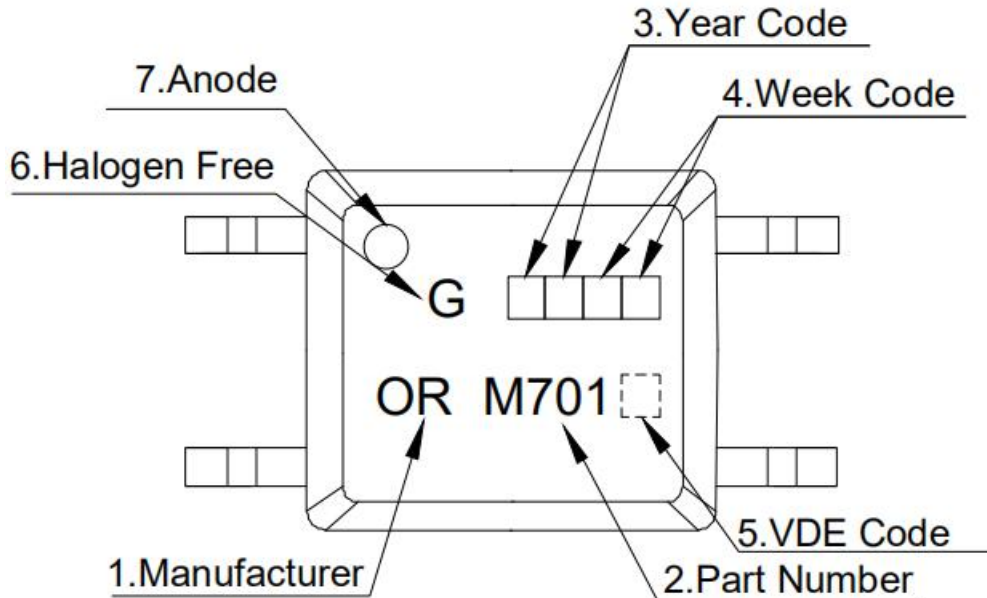 3.Year Code
7.Anode
4.Week Code
6.Halogen Free
G
OR M701
5.VDE Code
1.Manufacturer
2.Part Number